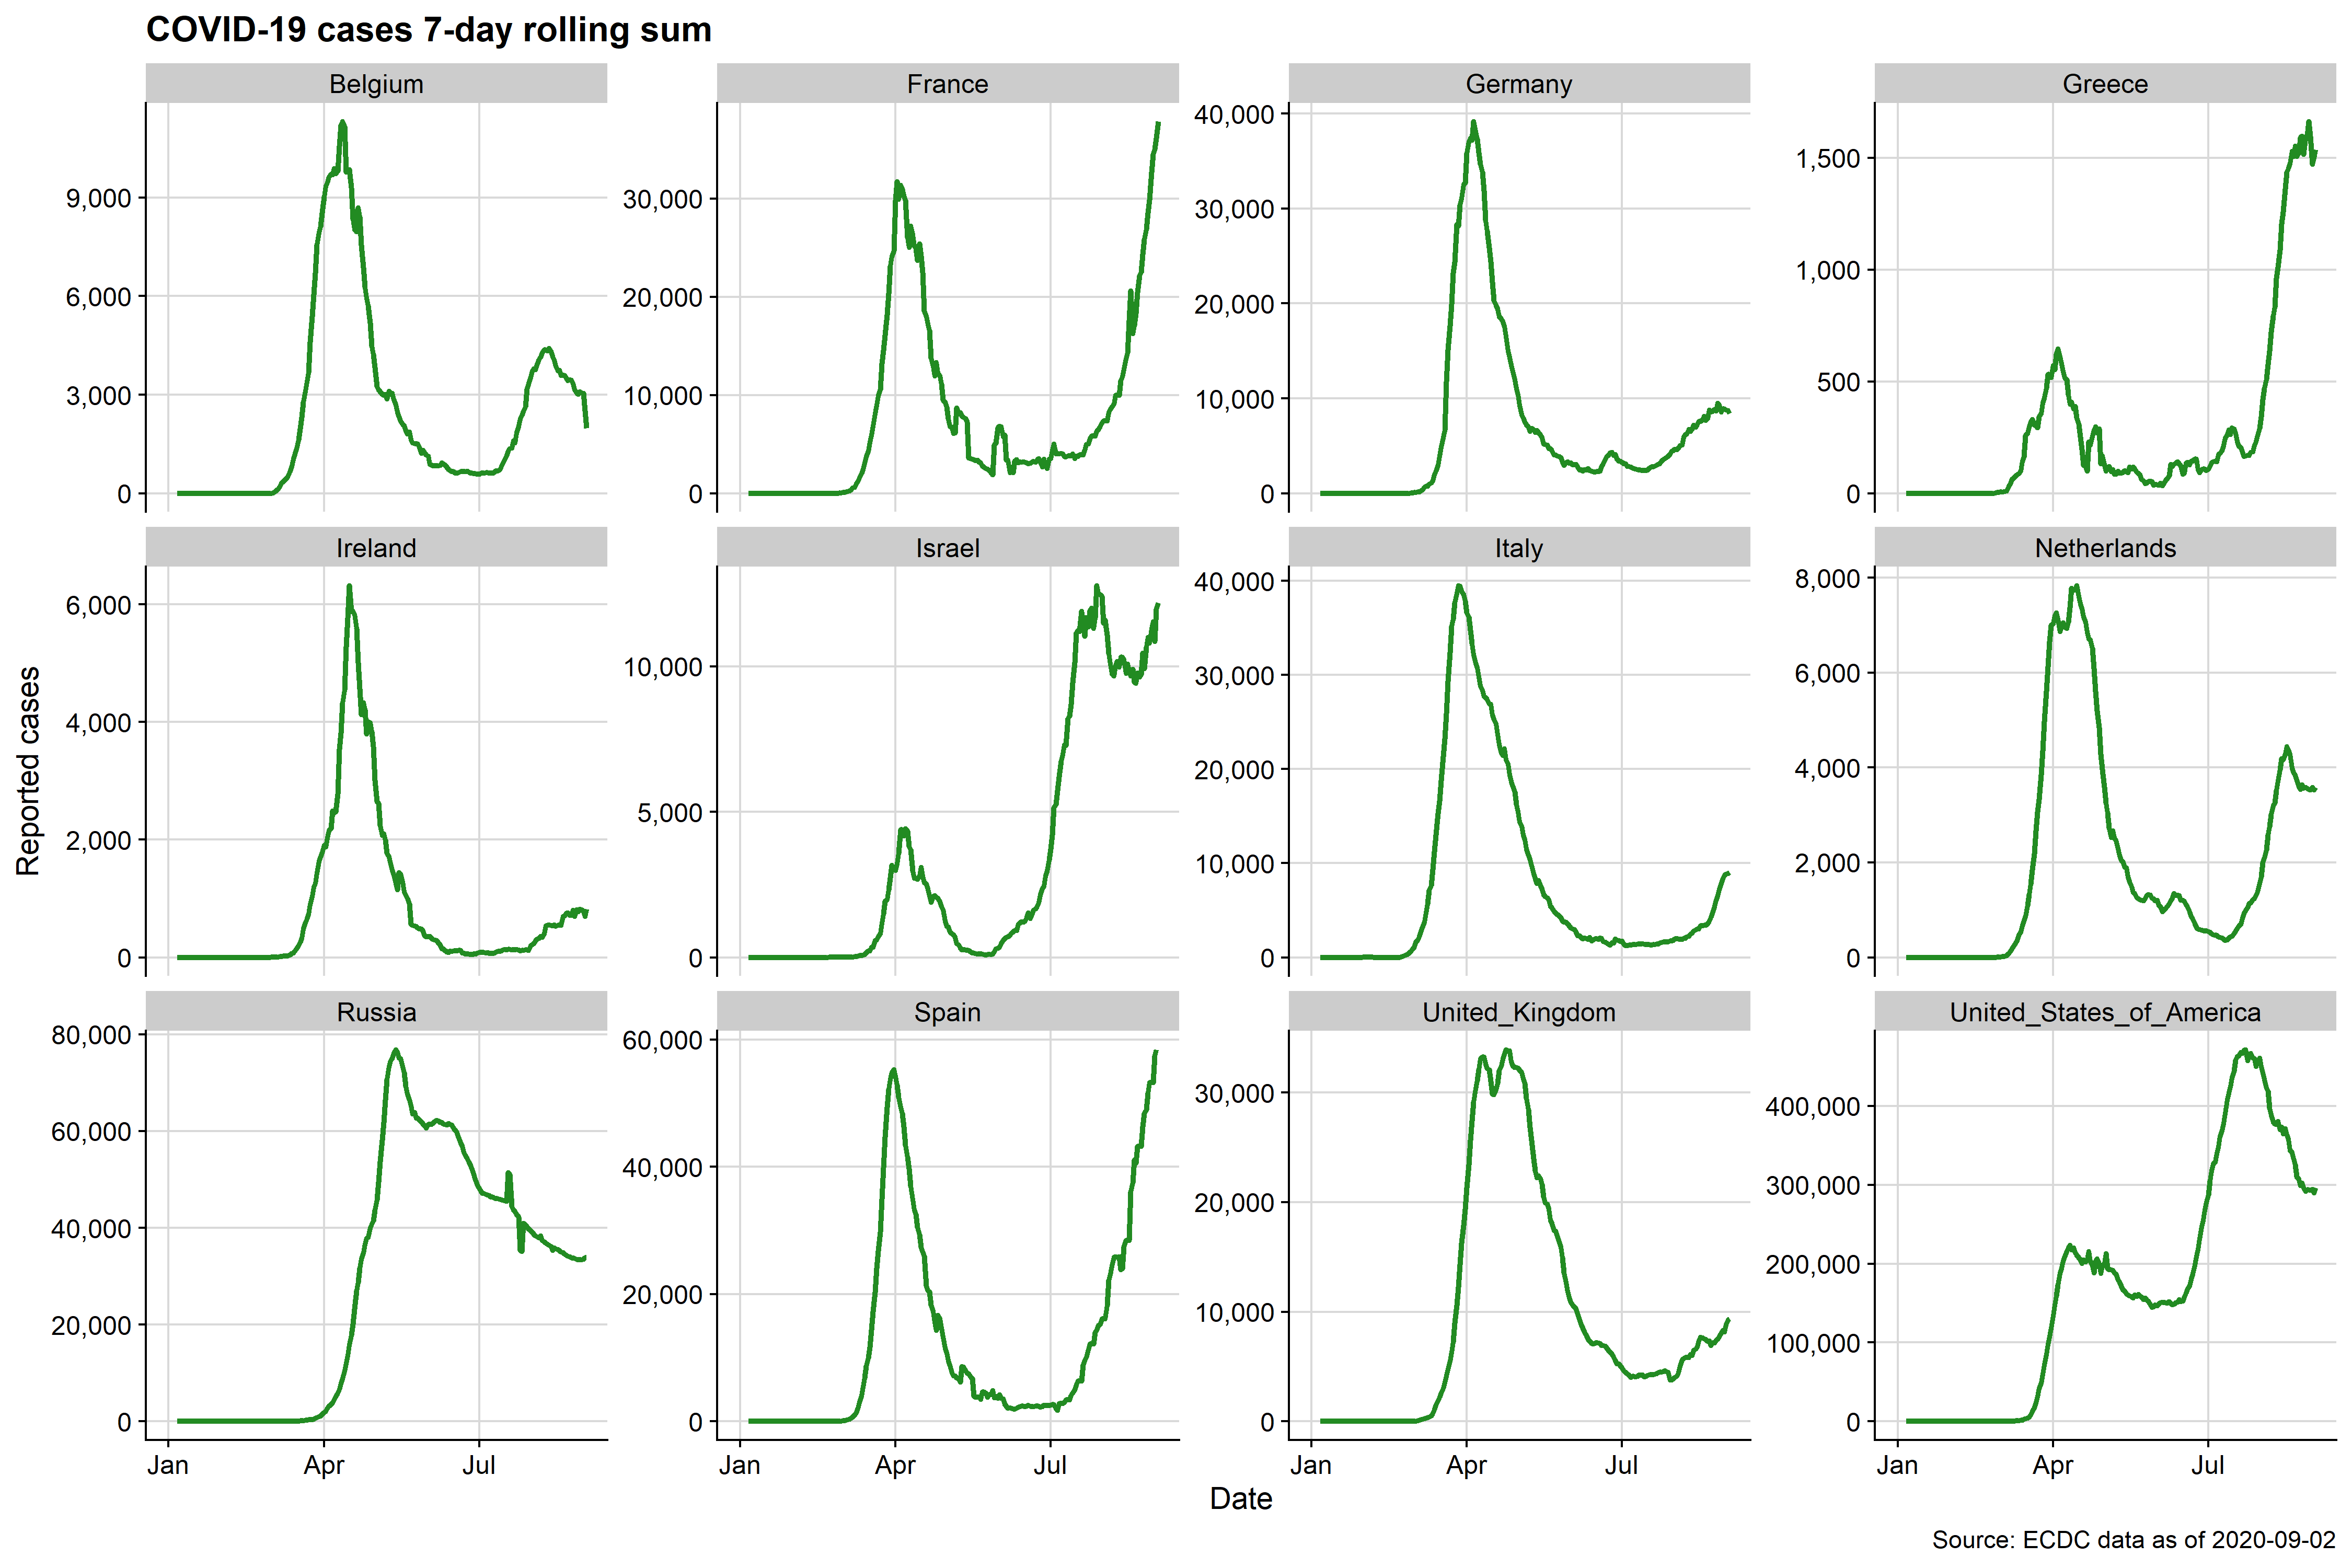 COVID-19 cases 7-day rolling sum
Belgium
France
Germany
Greece
9,000
6,000
3,000
0
30,000
20,000
10,000
0
40,000
30,000
20,000
10,000
0
1,500
1,000
500
0
Ireland
Israel
Italy
Netherlands
6,000
4,000
2,000
0
10,000
5,000
0
40,000
30,000
20,000
10,000
0
8,000
6,000
4,000
2,000
0
Reported cases
Russia
Spain
United_Kingdom
United_States_of_America
80,000
60,000
40,000
20,000
0
60,000
40,000
20,000
0
30,000
20,000
10,000
0
400,000
300,000
200,000
100,000
0
Jan Apr Jul
Jan Apr Jul
Jan Apr Jul
Jan Apr Jul
Date
Source: ECDC data as of 2020-09-02